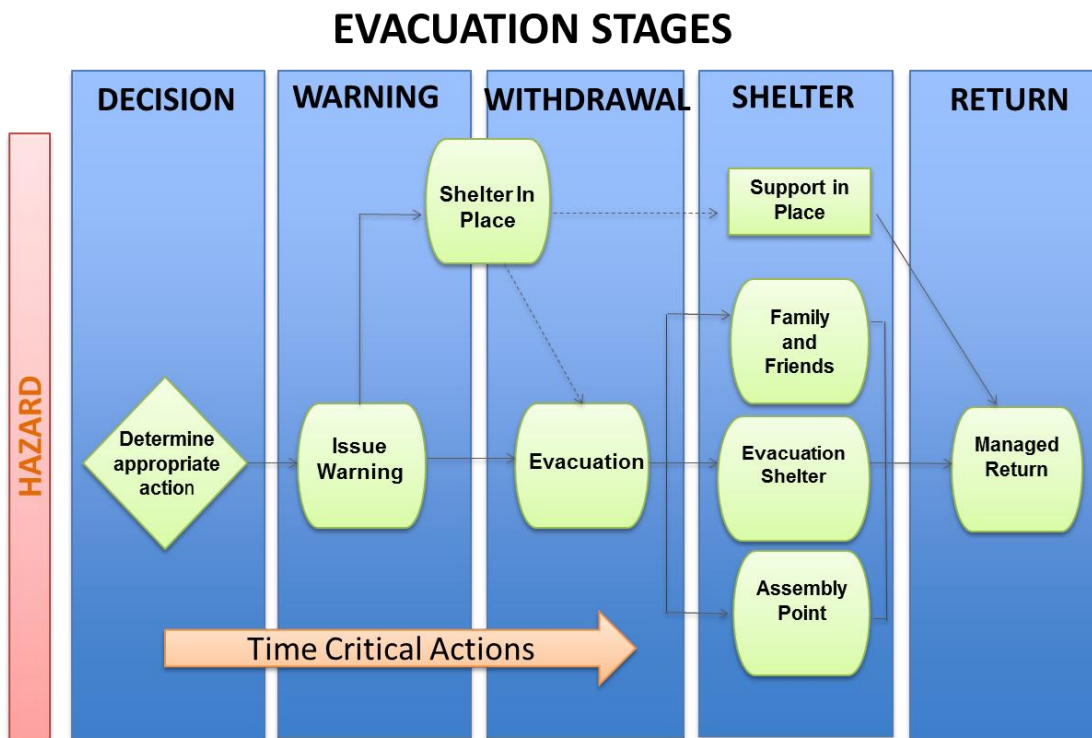 EVACUATION STAGES
HAZARD
DECISION
WARNING
WITHDRAWAL
SHELTER
RETURN
Shelter In
Place
Support in
Place
Family
and
Friends
Determine
appropriate
action
Issue
Warning
Evacuation
Evacuation
Shelter
Managed
Return
Assembly
Point
Time Critical Actions